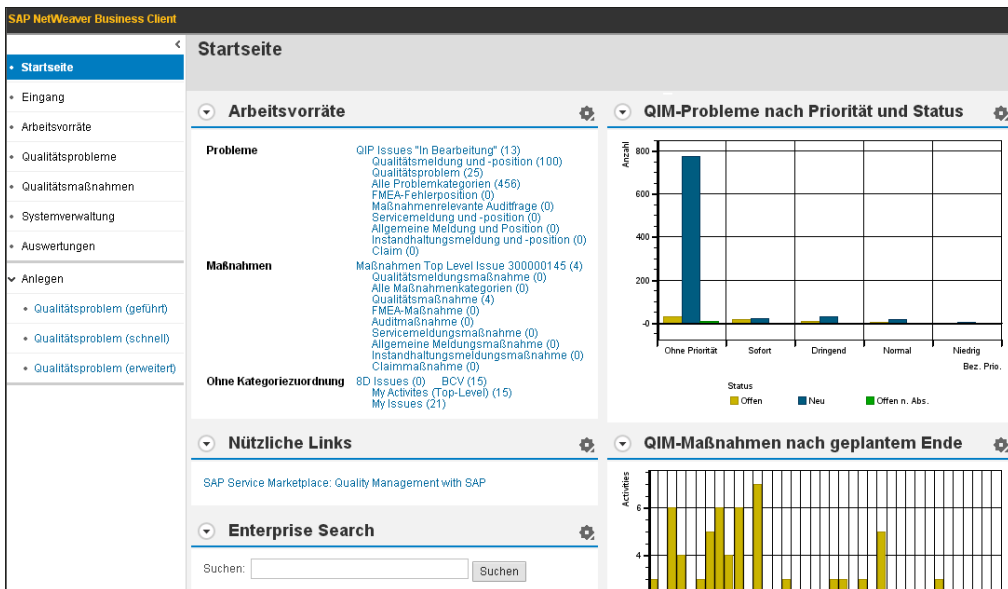 SAP NetWeaver Business Client
Startseite
Eingang
Arbeitsvorräte
Qualitätsprobleme
Qualitätsmaßnahmen
Systemverwaltung
Auswertungen
Anlegen
Qualitätsproblem (geführt)
Qualitätsproblem (schnell)
Qualitätsproblem (erweitert)
Startseite
Arbeitsvorräte
Probleme
QIP Issues "In Bearbeitung" (13)
Qualitätsmeldung und -position (100)
Qualitätsproblem (25)
Alle Problemkategorien (456)
FMEA-Fehlerposition (0)
Maßnahmenrelevante Auditfrage (0)
Servicemeldung und -position (0)
Allgemeine Meldung und Position (0)
Instandhaltungsmeldung und -position (0)
Claim (0)
Maßnahmen
Maßnahmen Top Level Issue 300000145 (4)
Qualitätsmeldungsmaßnahme (0)
Alle Maßnahmenkategorien (0)
Qualitätsmaßnahme (4)
FMEA-Maßnahme (0)
Auditmaßnahme (0)
Servicemeldungsmaßnahme (0)
Allgemeine Meldungsmaßnahme (0)
Instandhaltungsmeldungsmaßnahme (0)
Claimmaßnahme (0)
Ohne Kategoriezuordnung
8D Issues (0) BCV (15)
My Activites (Top-Level) (15)
My Issues (21)
Nützliche Links
SAP Service Marketplace: Quality Management with SAP
Enterprise Search
Suchen:
Suchen
QIM-Probleme nach Priorität und Status
Anzahl
800
600
400
200
-0
Ohne Priorität Sofort Dringend Normal Niedrig
Bez. Prio.
Status
Offen Neu Offen n. Abs.
QIM-Maßnahmen nach geplantem Ende
Activities
6
4